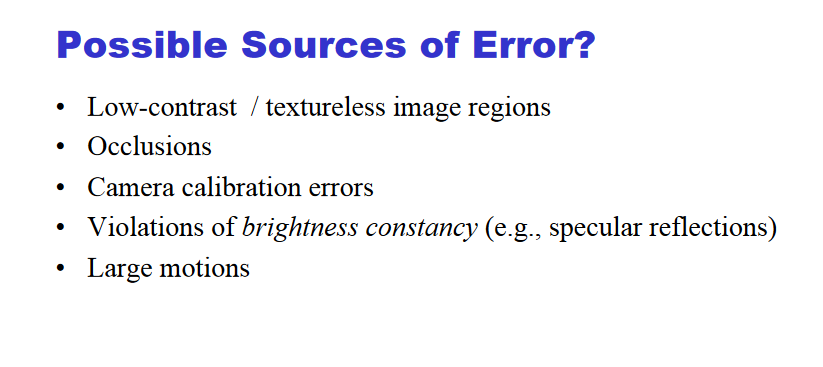 Possible Sources of Error?
• Low-contrast / textureless image regions
• Occlusions
• Camera calibration errors
• Violations of brightness constancy (e.g., specular reflections)
• Large motions